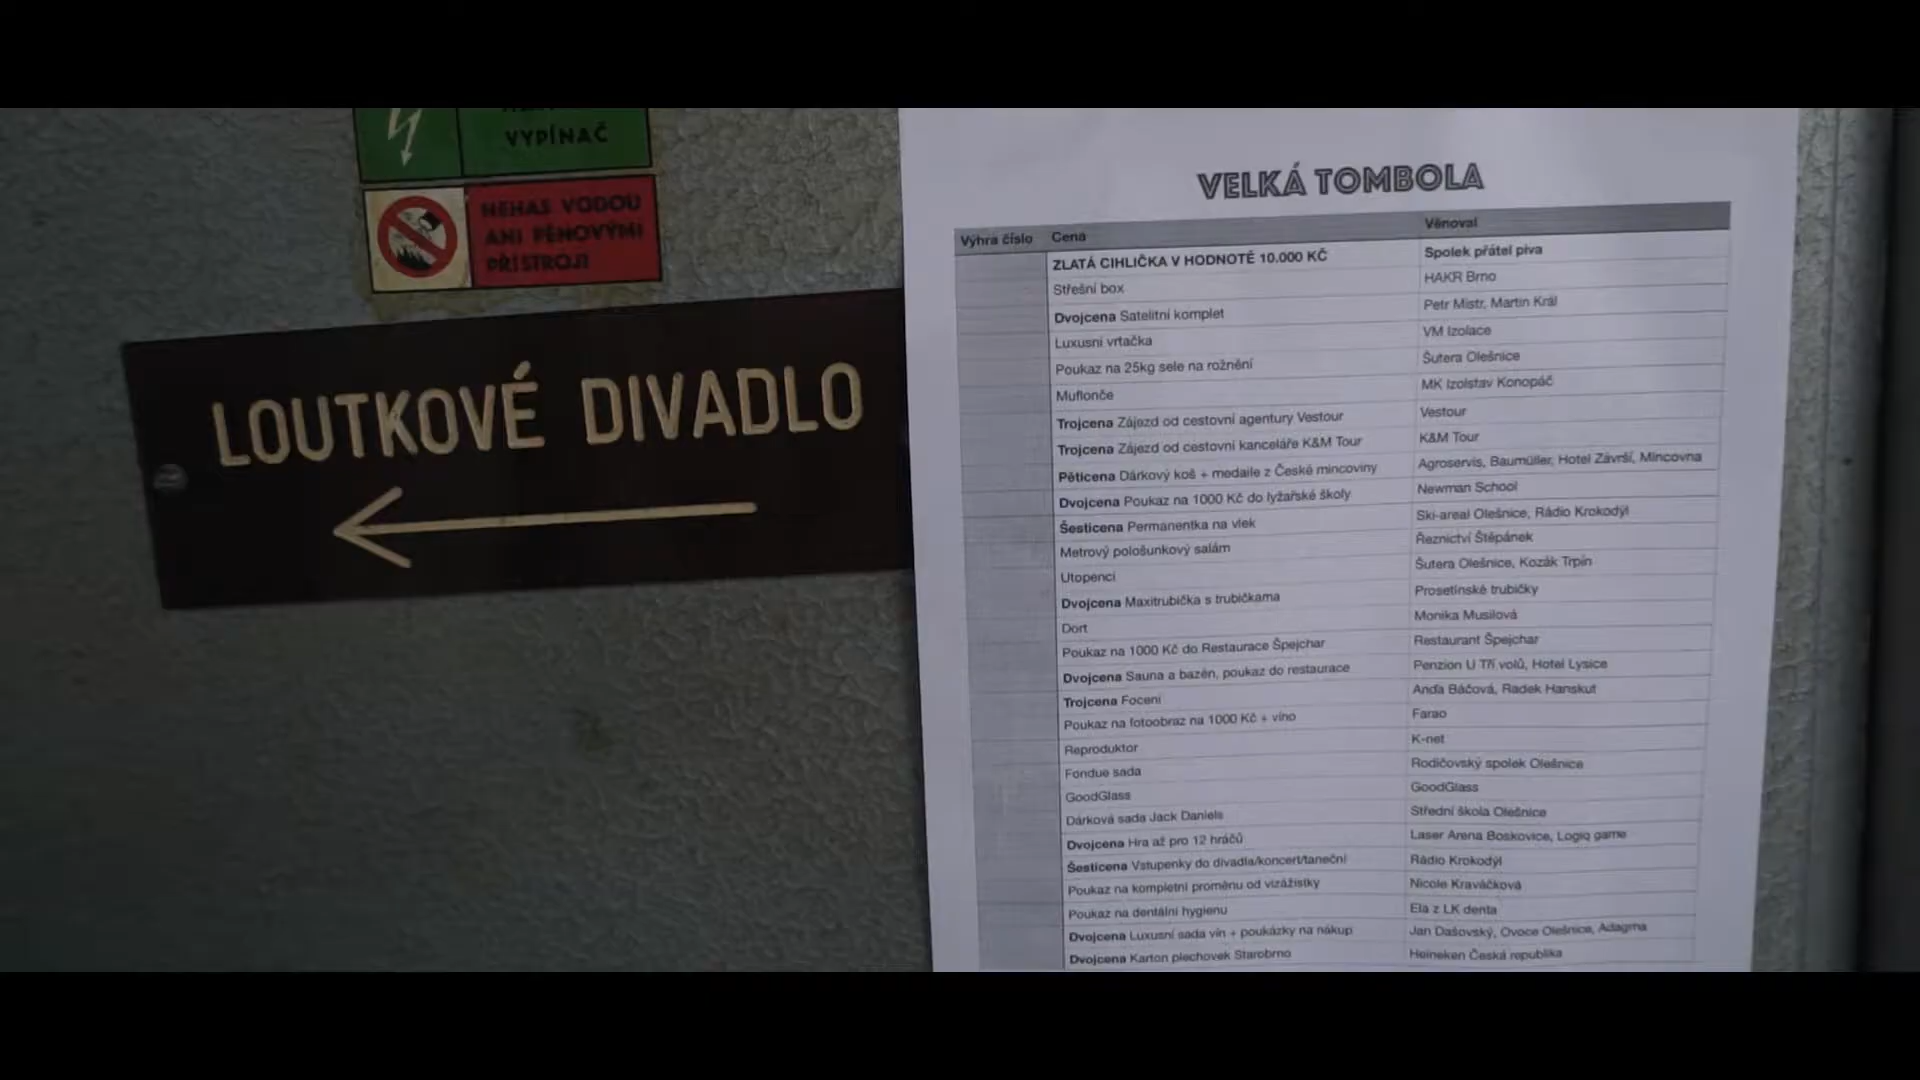 VYPÍNAČ
NEHAS VODOU
ANI PĚNOVÝMI
PŘÍSTROJI
LOUTKOVÉ DIVADLO
VELKÁ TOMBOLA
Výhra číslo Cena Věnoval
ZLATÁ CIHLIČKA V HODNOTĚ 10.000 KČ Spolek přátel piva
Střešní box HAKR Brno
Dvojcena Satelitní komplet Petr Mistr, Martin Král
Luxusní vrtačka VM Izolace
Poukaz na 25kg sele na rožnění Šutera Olešnice
Muflonče MK Izolstav Konopáč
Trojcena Zájezd od cestovní agentury Vestour Vestour
Trojcena Zájezd od cestovní kanceláře K&M Tour K&M Tour
Pěticena Dárkový koš + medaile z České mincoviny Agroservis, Baumüller, Hotel Závrší, Mincovna
Dvojcena Poukaz na 1000 Kč do lyžařské školy Newman School
Šesticena Permanentka na vlek Ski-areal Olešnice, Rádio Krokodýl
Metrový pološunkový salám Řeznictví Štěpánek
Utopenci Šutera Olešnice, Kozák Trpín
Dvojcena Maxitrubička s trubičkama Prosetínské trubičky
Dort Monika Musilová
Poukaz na 1000 Kč do Restaurace Špejchar Restaurant Špejchar
Dvojcena Sauna a bazén, poukaz do restaurace Penzion U Tří volů, Hotel Lysice
Trojcena Focení Anďa Báčová, Radek Hanskut
Poukaz na fotoobraz na 1000 Kč + víno Farao
Reproduktor K-net
Fondue sada Rodičovský spolek Olešnice
GoodGlass GoodGlass
Dárková sada Jack Daniels Střední škola Olešnice
Dvojcena Hra až pro 12 hráčů Laser Arena Boskovice, Logiq game
Šesticena Vstupenky do divadla/koncert/taneční Rádio Krokodýl
Poukaz na kompletní proměnu od vizážistky Nicole Kraváčková
Poukaz na dentální hygienu Ela z LK denta
Dvojcena Luxusní sada vín + poukázky na nákup Jan Dašovský, Ovoce Olešnice, Adagma
Dvojcena Karton plechovek Starobrno Heineken Česká republika